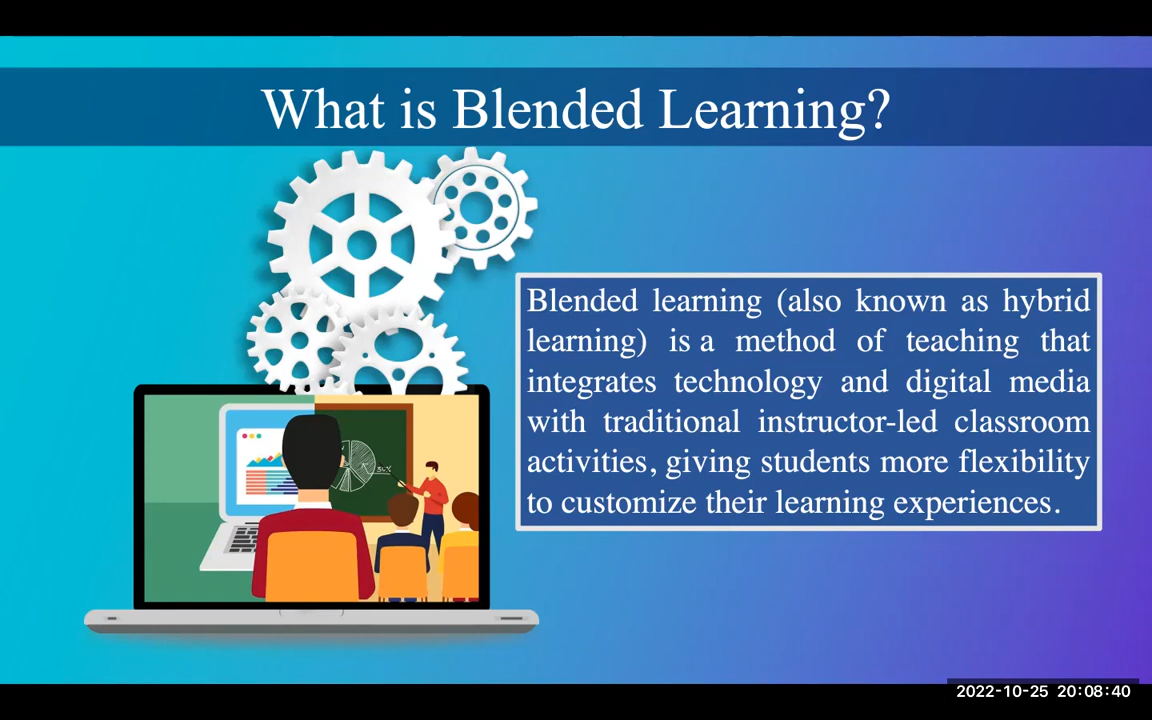 What is Blended Learning?
Blended learning (also known as hybrid
learning) is a method of teaching that
integrates technology and digital media
with traditional instructor-led classroom
activities, giving students more flexibility
to customize their learning experiences.
2022-10-25 20:08:40